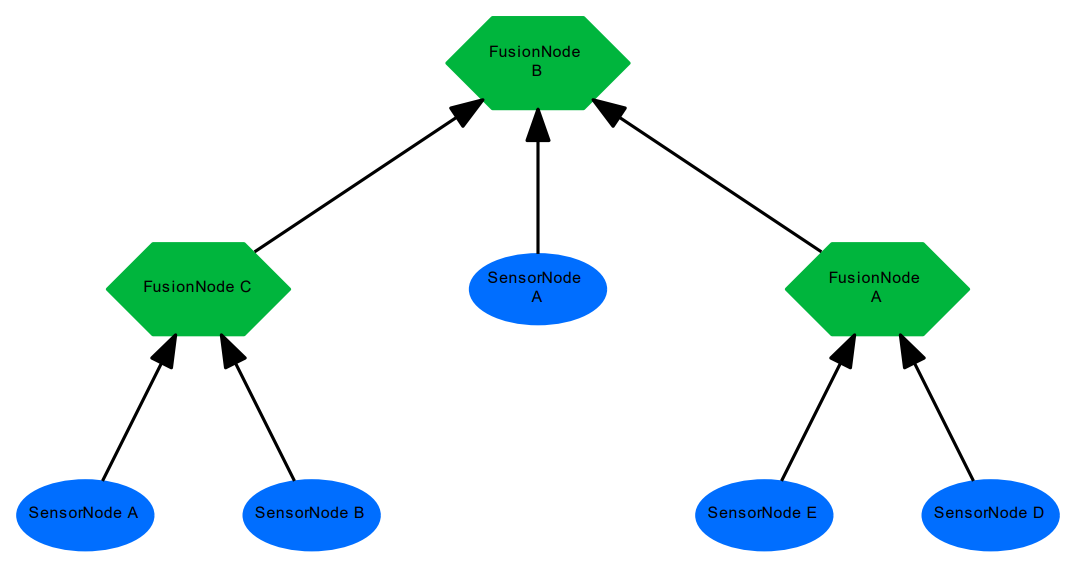 FusionNode
B
FusionNode C
SensorNode
A
FusionNode
A
SensorNode A
SensorNode B
SensorNode E
SensorNode D